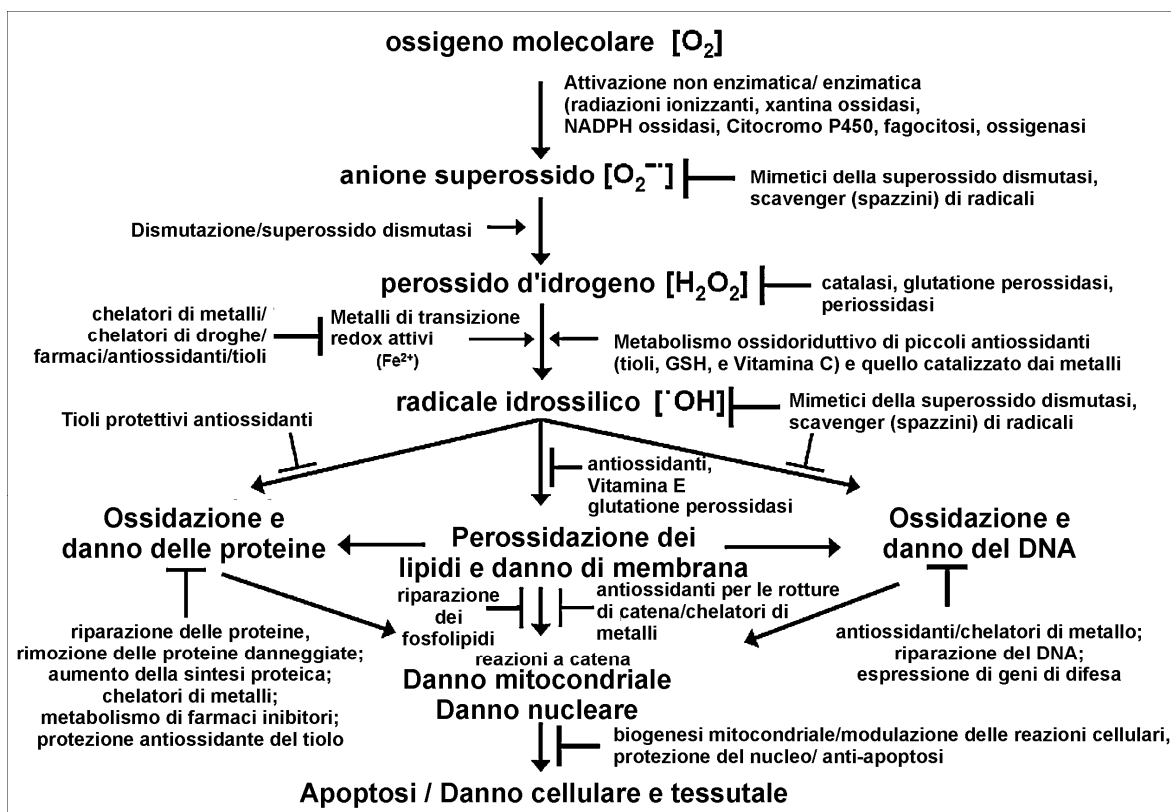 ossigeno molecolare [O₂]
Attivazione non enzimatica/ enzimatica
(radiazioni ionizzanti, xantina ossidasi,
NADPH ossidasi, Citocromo P450, fagocitosi, ossigenasi
anione superossido [O₂⁻˙]
Mimetici della superossido dismutasi,
scavenger (spazzini) di radicali
Dismutazione/superossido dismutasi
perossido d'idrogeno [H₂O₂]
catalasi, glutatione perossidasi,
periossidasi
chelatori di metalli/
chelatori di droghe/
farmaci/antiossidanti/tioli
Metalli di transizione
redox attivi
(Fe²⁺)
Metabolismo ossidoriduttivo di piccoli antiossidanti
(tioli, GSH, e Vitamina C) e quello catalizzato dai metalli
radicale idrossilico [˙OH]
Mimetici della superossido dismutasi,
scavenger (spazzini) di radicali
Tioli protettivi antiossidanti
antiossidanti,
Vitamina E
glutatione perossidasi)
Ossidazione e
danno delle proteine
Perossidazione dei
lipidi e danno di membrana
Ossidazione e
danno del DNA
riparazione
dei
fosfolipidi
antiossidanti per le rotture
di catena/chelatori di
metalli
riparazione delle proteine,
rimozione delle proteine danneggiate;
aumento della sintesi proteica;
chelatori di metalli;
metabolismo di farmaci inibitori;
protezione antiossidante del tiolo
antiossidanti/chelatori di metallo;
riparazione del DNA;
espressione di geni di difesa
reazioni a catena
Danno mitocondriale
Danno nucleare
biogenesi mitocondriale/modulazione delle reazioni cellulari,
protezione del nucleo/ anti-apoptosi
Apoptosi / Danno cellulare e tessutale